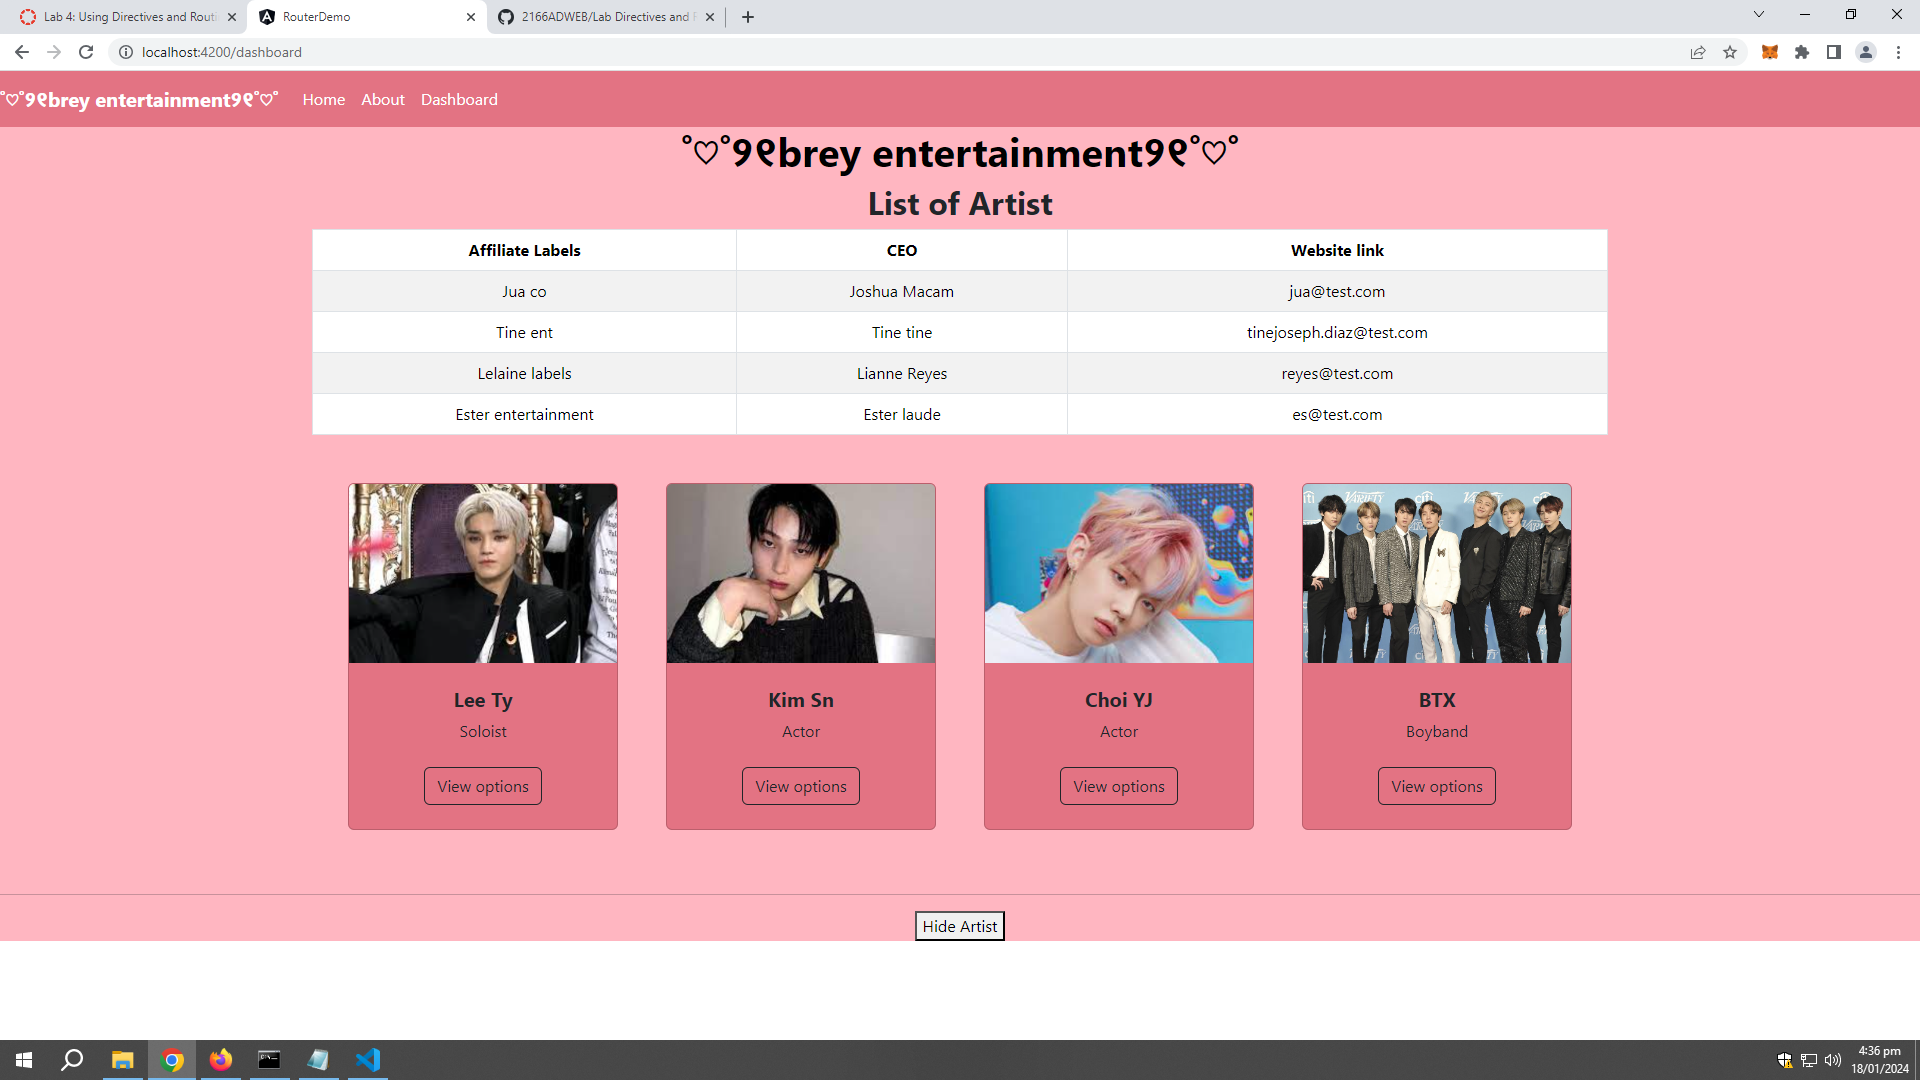 Lab 4: Using Directives and Routi
RouterDemo
2166ADWEB/Lab Directives and R
localhost:4200/dashboard
˚♡˚୨୧brey entertainment୨୧˚♡˚
Home About Dashboard
˚♡˚୨୧brey entertainment୨୧˚♡˚
List of Artist
Affiliate Labels CEO Website link
Jua co Joshua Macam jua@test.com
Tine ent Tine tine tinejoseph.diaz@test.com
Lelaine labels Lianne Reyes reyes@test.com
Ester entertainment Ester laude es@test.com
VARIETY
citi
Lee Ty Kim Sn Choi YJ BTX
Soloist Actor Actor Boyband
View options View options View options View options
Hide Artist
4:36 pm
18/01/2024